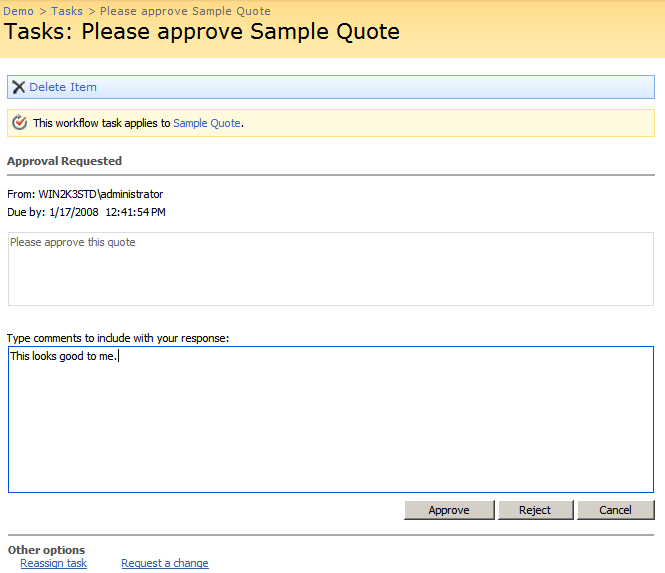 Demo > Tasks > Please approve Sample Quote
Tasks: Please approve Sample Quote
Delete Item
This workflow task applies to Sample Quote.
Approval Requested
From: WIN2K3STD\administrator
Due by: 1/17/2008 12:41:54 PM
Please approve this quote
Type comments to include with your response:
This looks good to me.
Approve Reject Cancel
Other options
Reassign task Request a change